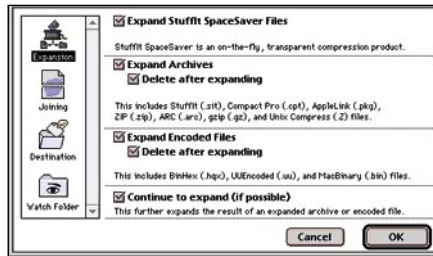 Expansion
Joining
Destination
Watch Folder
Expand StuffIt SpaceSaver Files
StuffIt SpaceSaver is an on-the-fly, transparent compression product.
Expand Archives
Delete after expanding
This includes StuffIt (.sit), Compact Pro (.cpt), AppleLink (.pkg),
ZIP (.zip), ARC (.arc), gzip (.gz), and Unix Compress (.Z) files.
Expand Encoded Files
Delete after expanding
This includes BinHex (.hqx), UUEncoded (.uu), and MacBinary (.bin) files.
Continue to expand (if possible)
This further expands the result of an expanded archive or encoded file.
Cancel
OK